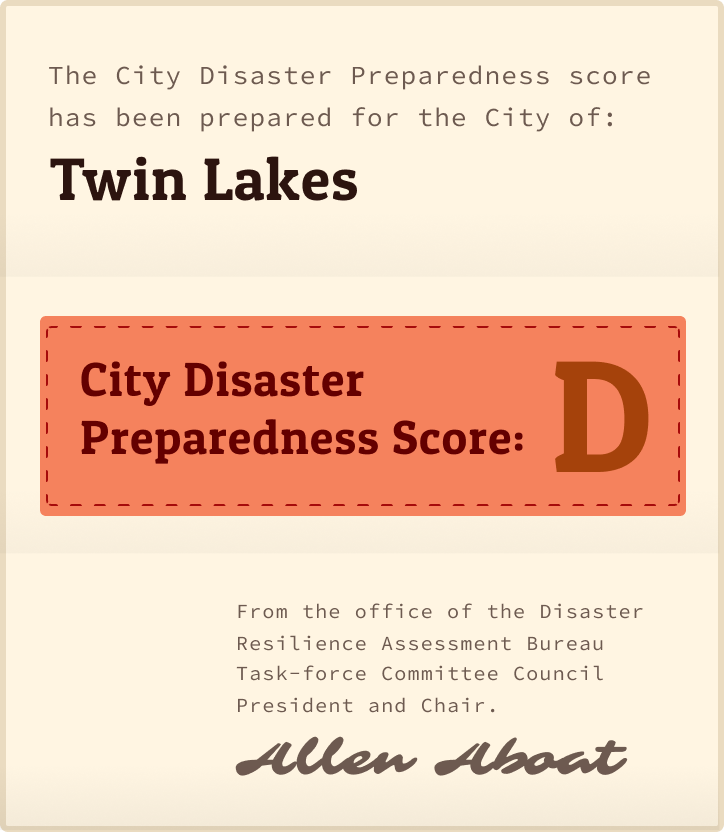 The City Disaster Preparedness score
has been prepared for the City of:
Twin Lakes
City Disaster
Preparedness Score:
D
From the office of the Disaster
Resilience Assessment Bureau
Task-force Committee Council
President and Chair.
Allen Aboat